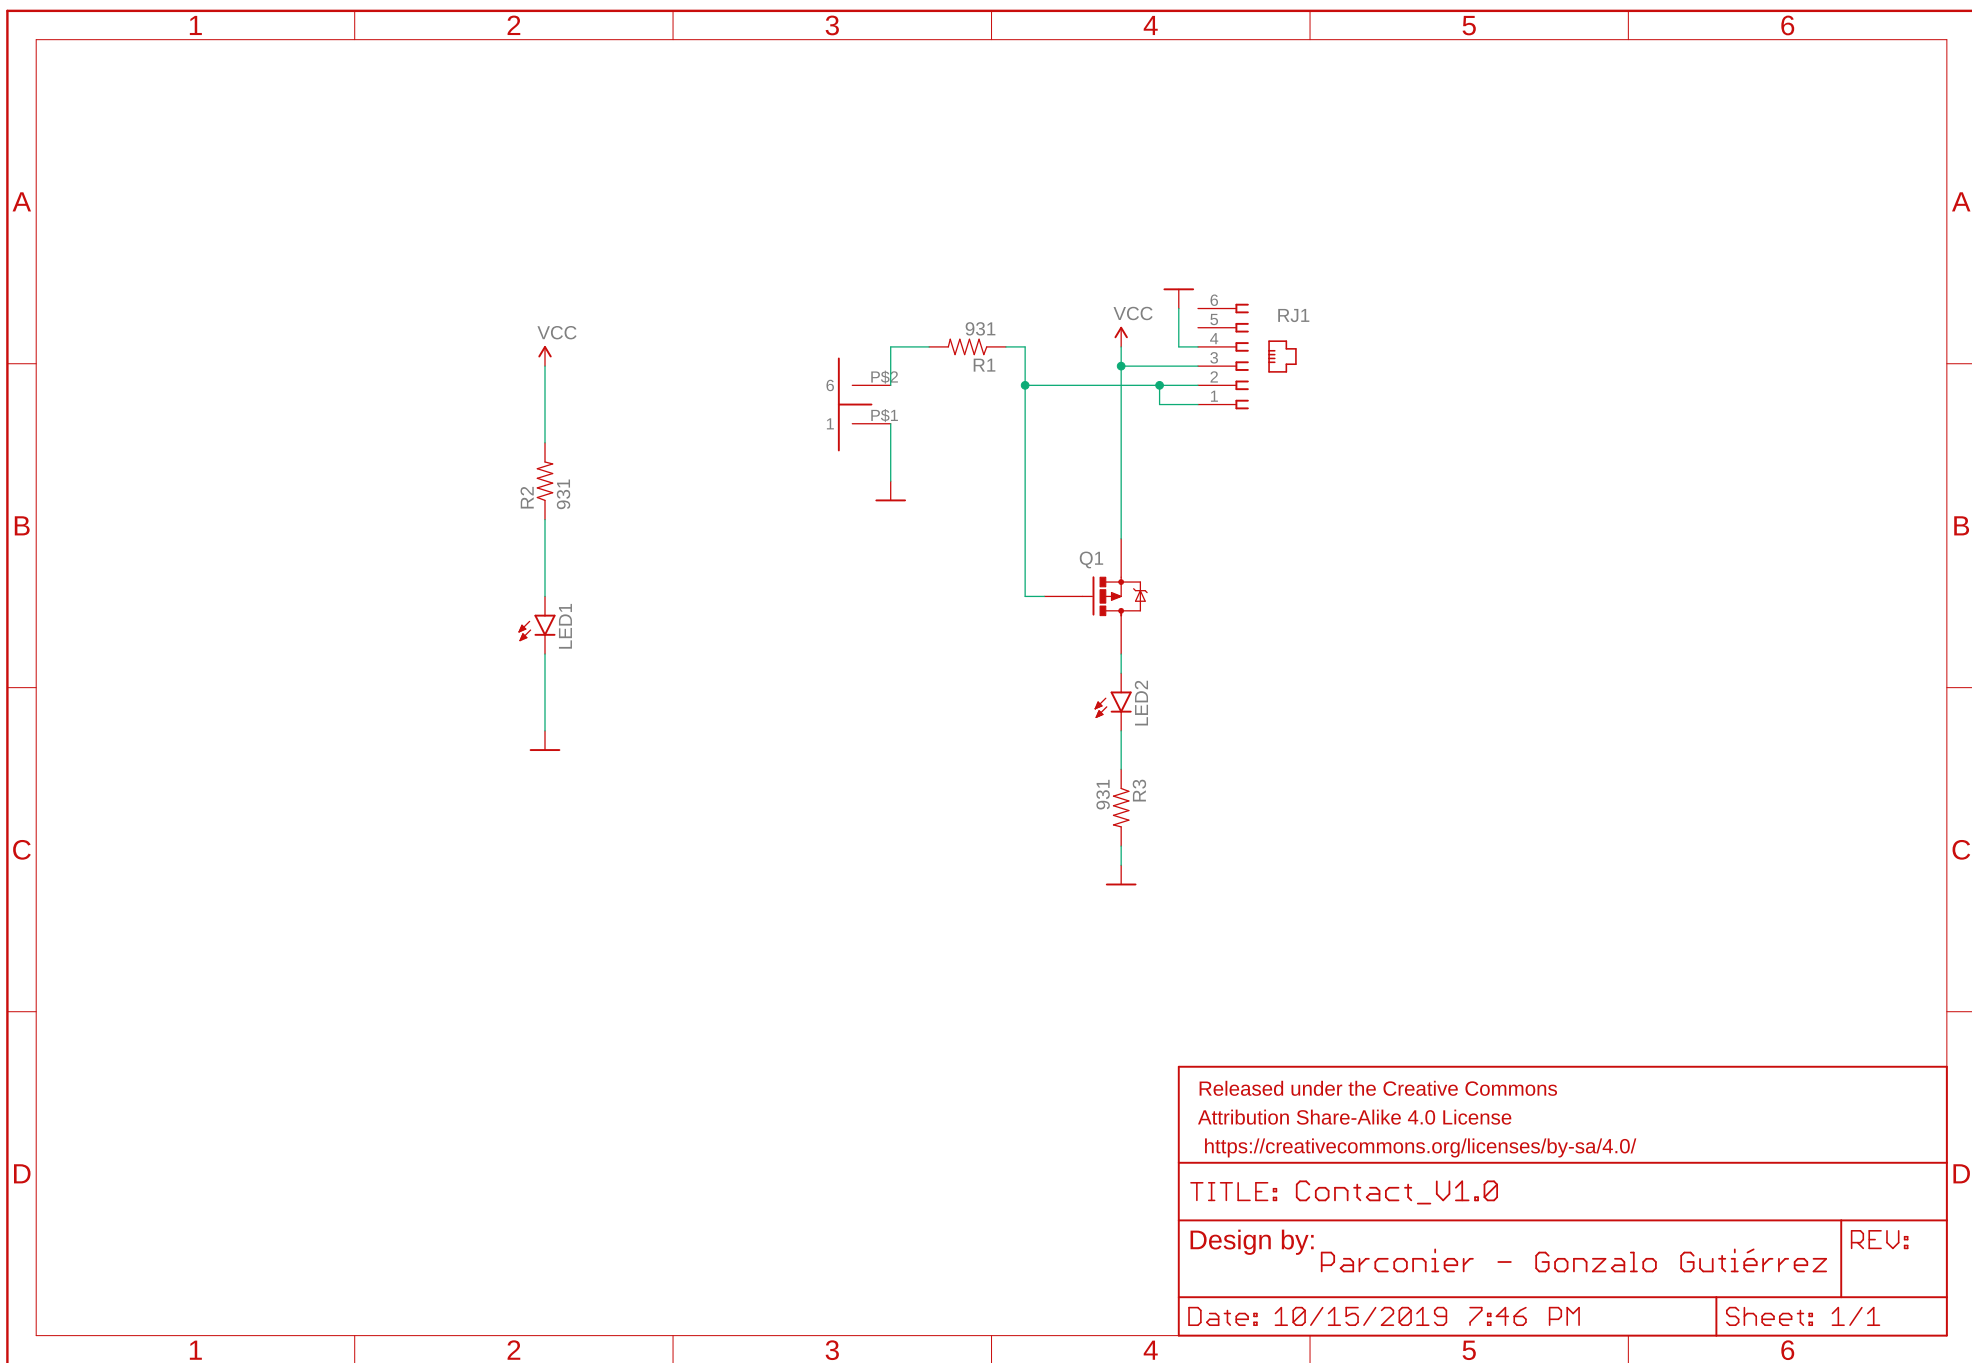 1 2 3 4 5 6
A A
6
VCC RJ1
5
931 VCC
4
3
R1
P$2 2
6
1
P$1
1
R2 931
B B
Q1
LED1
LED2
931 R3
C C
Released under the Creative Commons
Attribution Share-Alike 4.0 License
https://creativecommons.org/licenses/by-sa/4.0/
D D
TITLE: Contact_V1.0
Design by: REV:
Parconier - Gonzalo Gutiérrez
Date: 10/15/2019 7:46 PM Sheet: 1/1
1 2 3 4 5 6